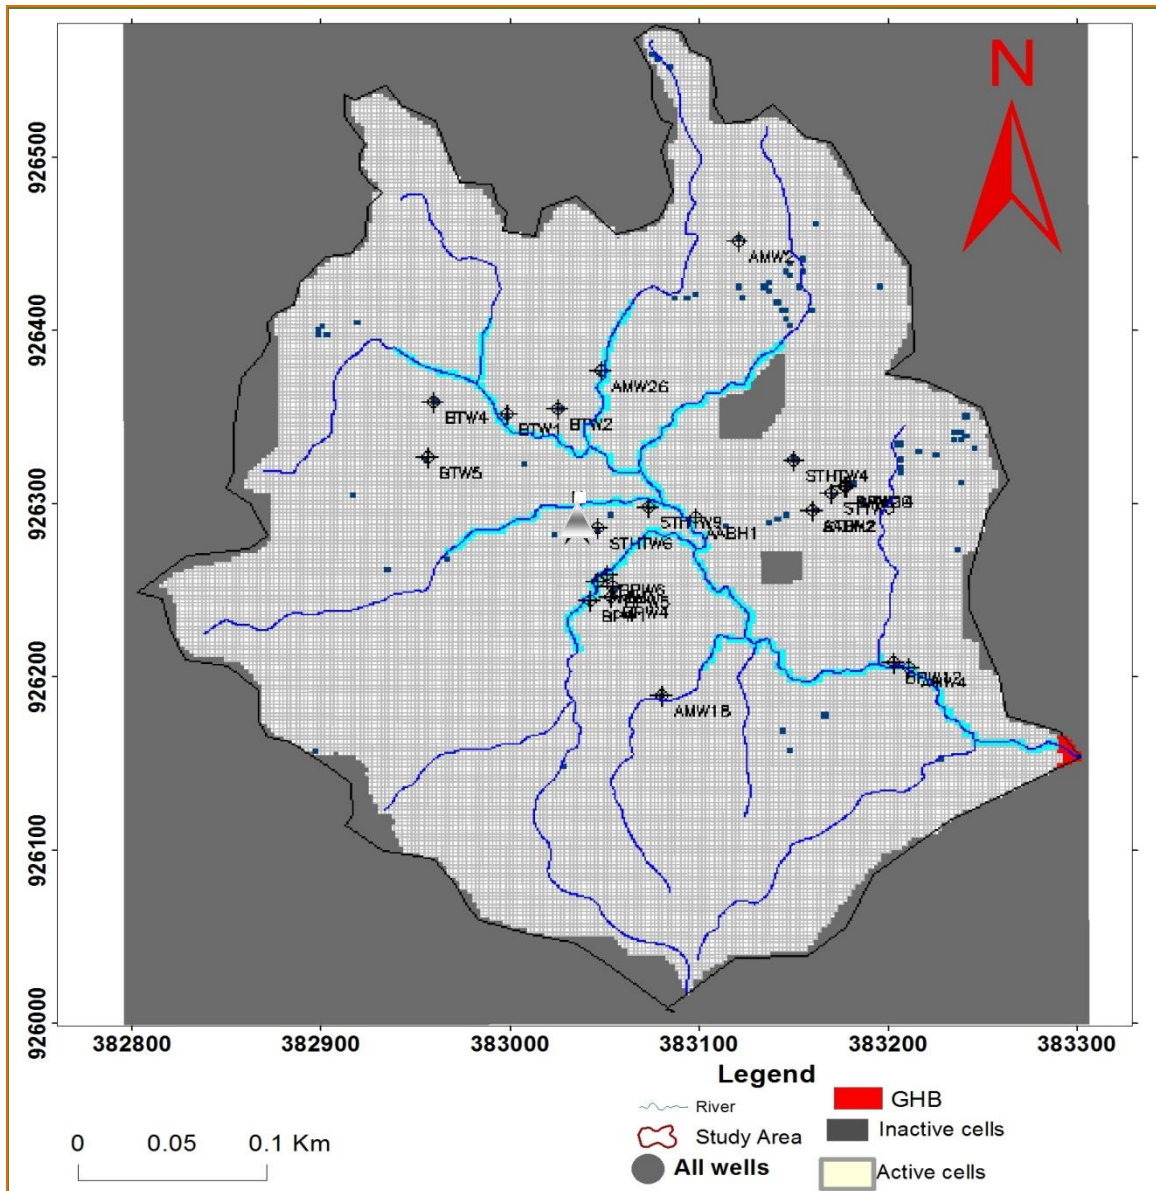 N
926500
926400
926300
926200
926100
926000
AMW2
AMW26
BTW4
BTW1
BTW2
BTW5
STHTW4
STHTW5
AABH1
STHTW6
AMW18
382800
382900
383000
383100
383200
383300
Legend
River
GHB
Study Area
Inactive cells
All wells
Active cells
0
0.05
0.1 Km